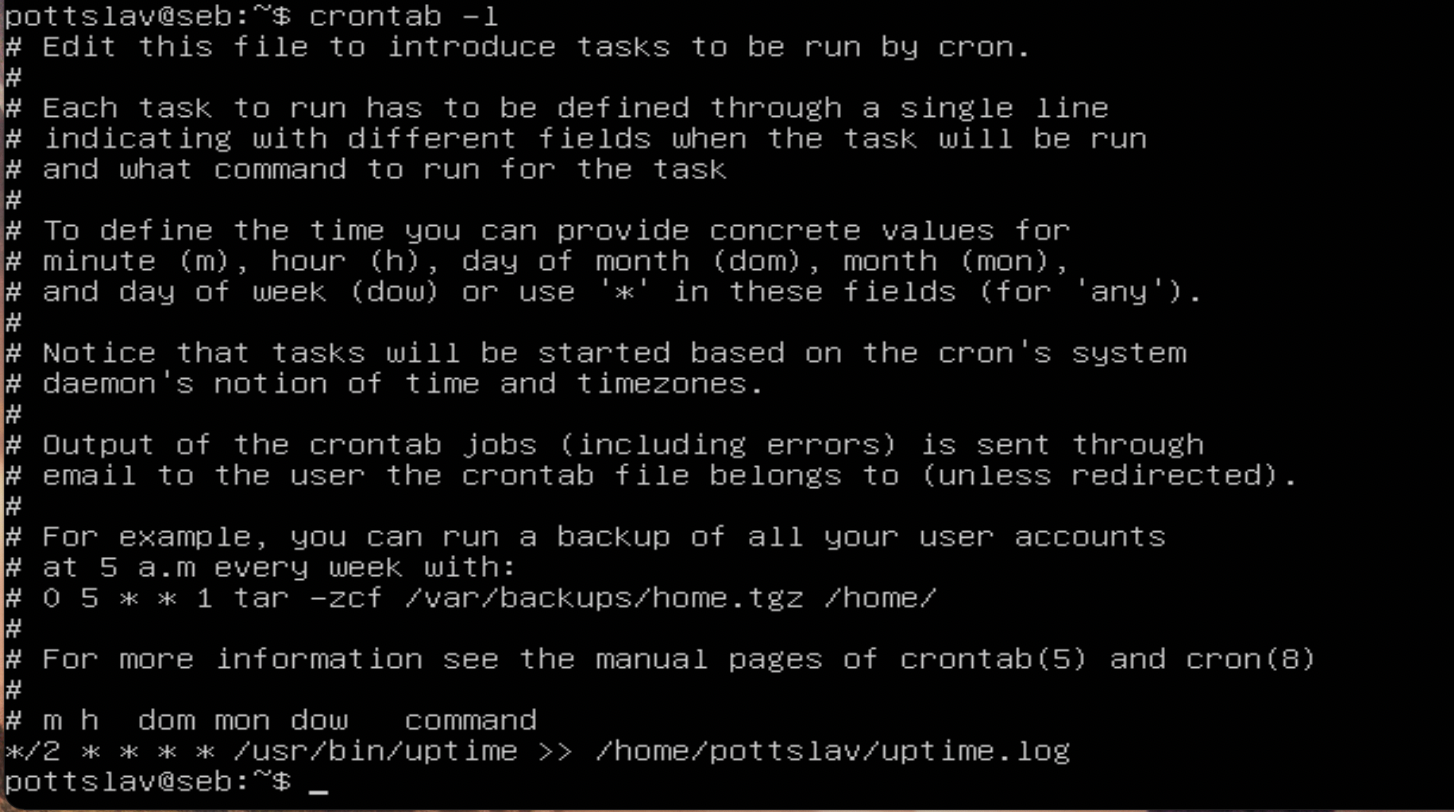 pottslav@seb:~$ crontab -l
# Edit this file to introduce tasks to be run by cron.
#
# Each task to run has to be defined through a single line
# indicating with different fields when the task will be run
# and what command to run for the task
#
# To define the time you can provide concrete values for
# minute (m), hour (h), day of month (dom), month (mon),
# and day of week (dow) or use '*' in these fields (for 'any').
#
# Notice that tasks will be started based on the cron's system
# daemon's notion of time and timezones.
#
# Output of the crontab jobs (including errors) is sent through
# email to the user the crontab file belongs to (unless redirected).
#
# For example, you can run a backup of all your user accounts
# at 5 a.m every week with:
# 0 5 * * 1 tar -zcf /var/backups/home.tgz /home/
#
# For more information see the manual pages of crontab(5) and cron(8)
#
# m h  dom mon dow   command
*/2 * * * * /usr/bin/uptime >> /home/pottslav/uptime.log
pottslav@seb:~$ _